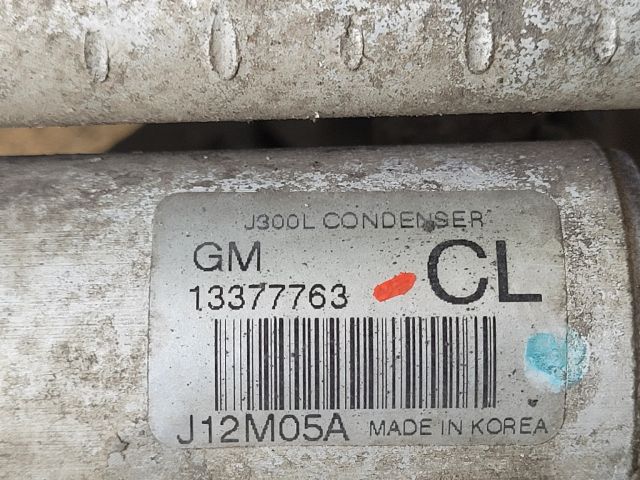 J300L CONDENSER
GM
13377763 CL
J12M05A MADE IN KOREA